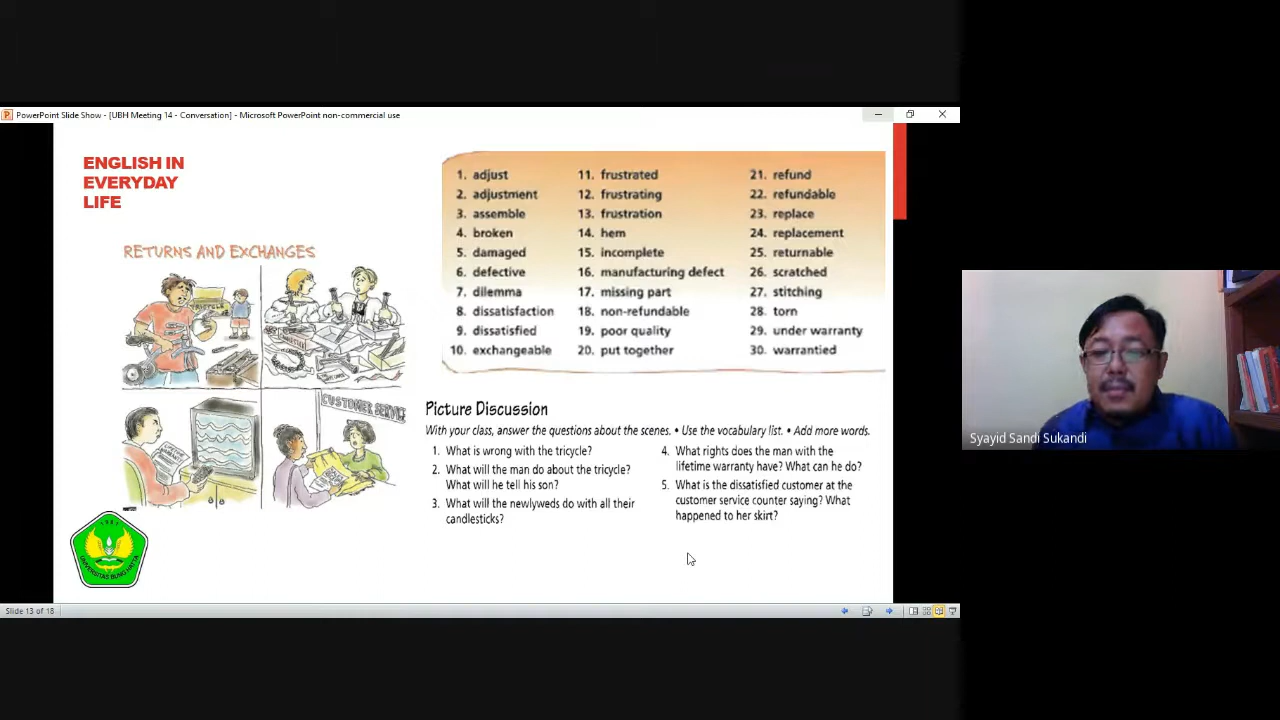 PowerPoint Slide Show - [UBH Meeting 14 - Conversation] - Microsoft PowerPoint non-commercial use
ENGLISH IN
EVERYDAY
LIFE
RETURNS AND EXCHANGES
TRICYCLE
CUSTOMER SERVICE
1981
UNIVERSITAS BUNG HATTA
1. adjust
2. adjustment
3. assemble
4. broken
5. damaged
6. defective
7. dilemma
8. dissatisfaction
9. dissatisfied
10. exchangeable
11. frustrated
12. frustrating
13. frustration
14. hem
15. incomplete
16. manufacturing defect
17. missing part
18. non-refundable
19. poor quality
20. put together
21. refund
22. refundable
23. replace
24. replacement
25. returnable
26. scratched
27. stitching
28. torn
29. under warranty
30. warrantied
Picture Discussion
With your class, answer the questions about the scenes. • Use the vocabulary list. • Add more words.
1. What is wrong with the tricycle?
2. What will the man do about the tricycle?
What will he tell his son?
3. What will the newlyweds do with all their
candlesticks?
4. What rights does the man with the
lifetime warranty have? What can he do?
5. What is the dissatisfied customer at the
customer service counter saying? What
happened to her skirt?
Slide 13 of 18
Syayid Sandi Sukandi